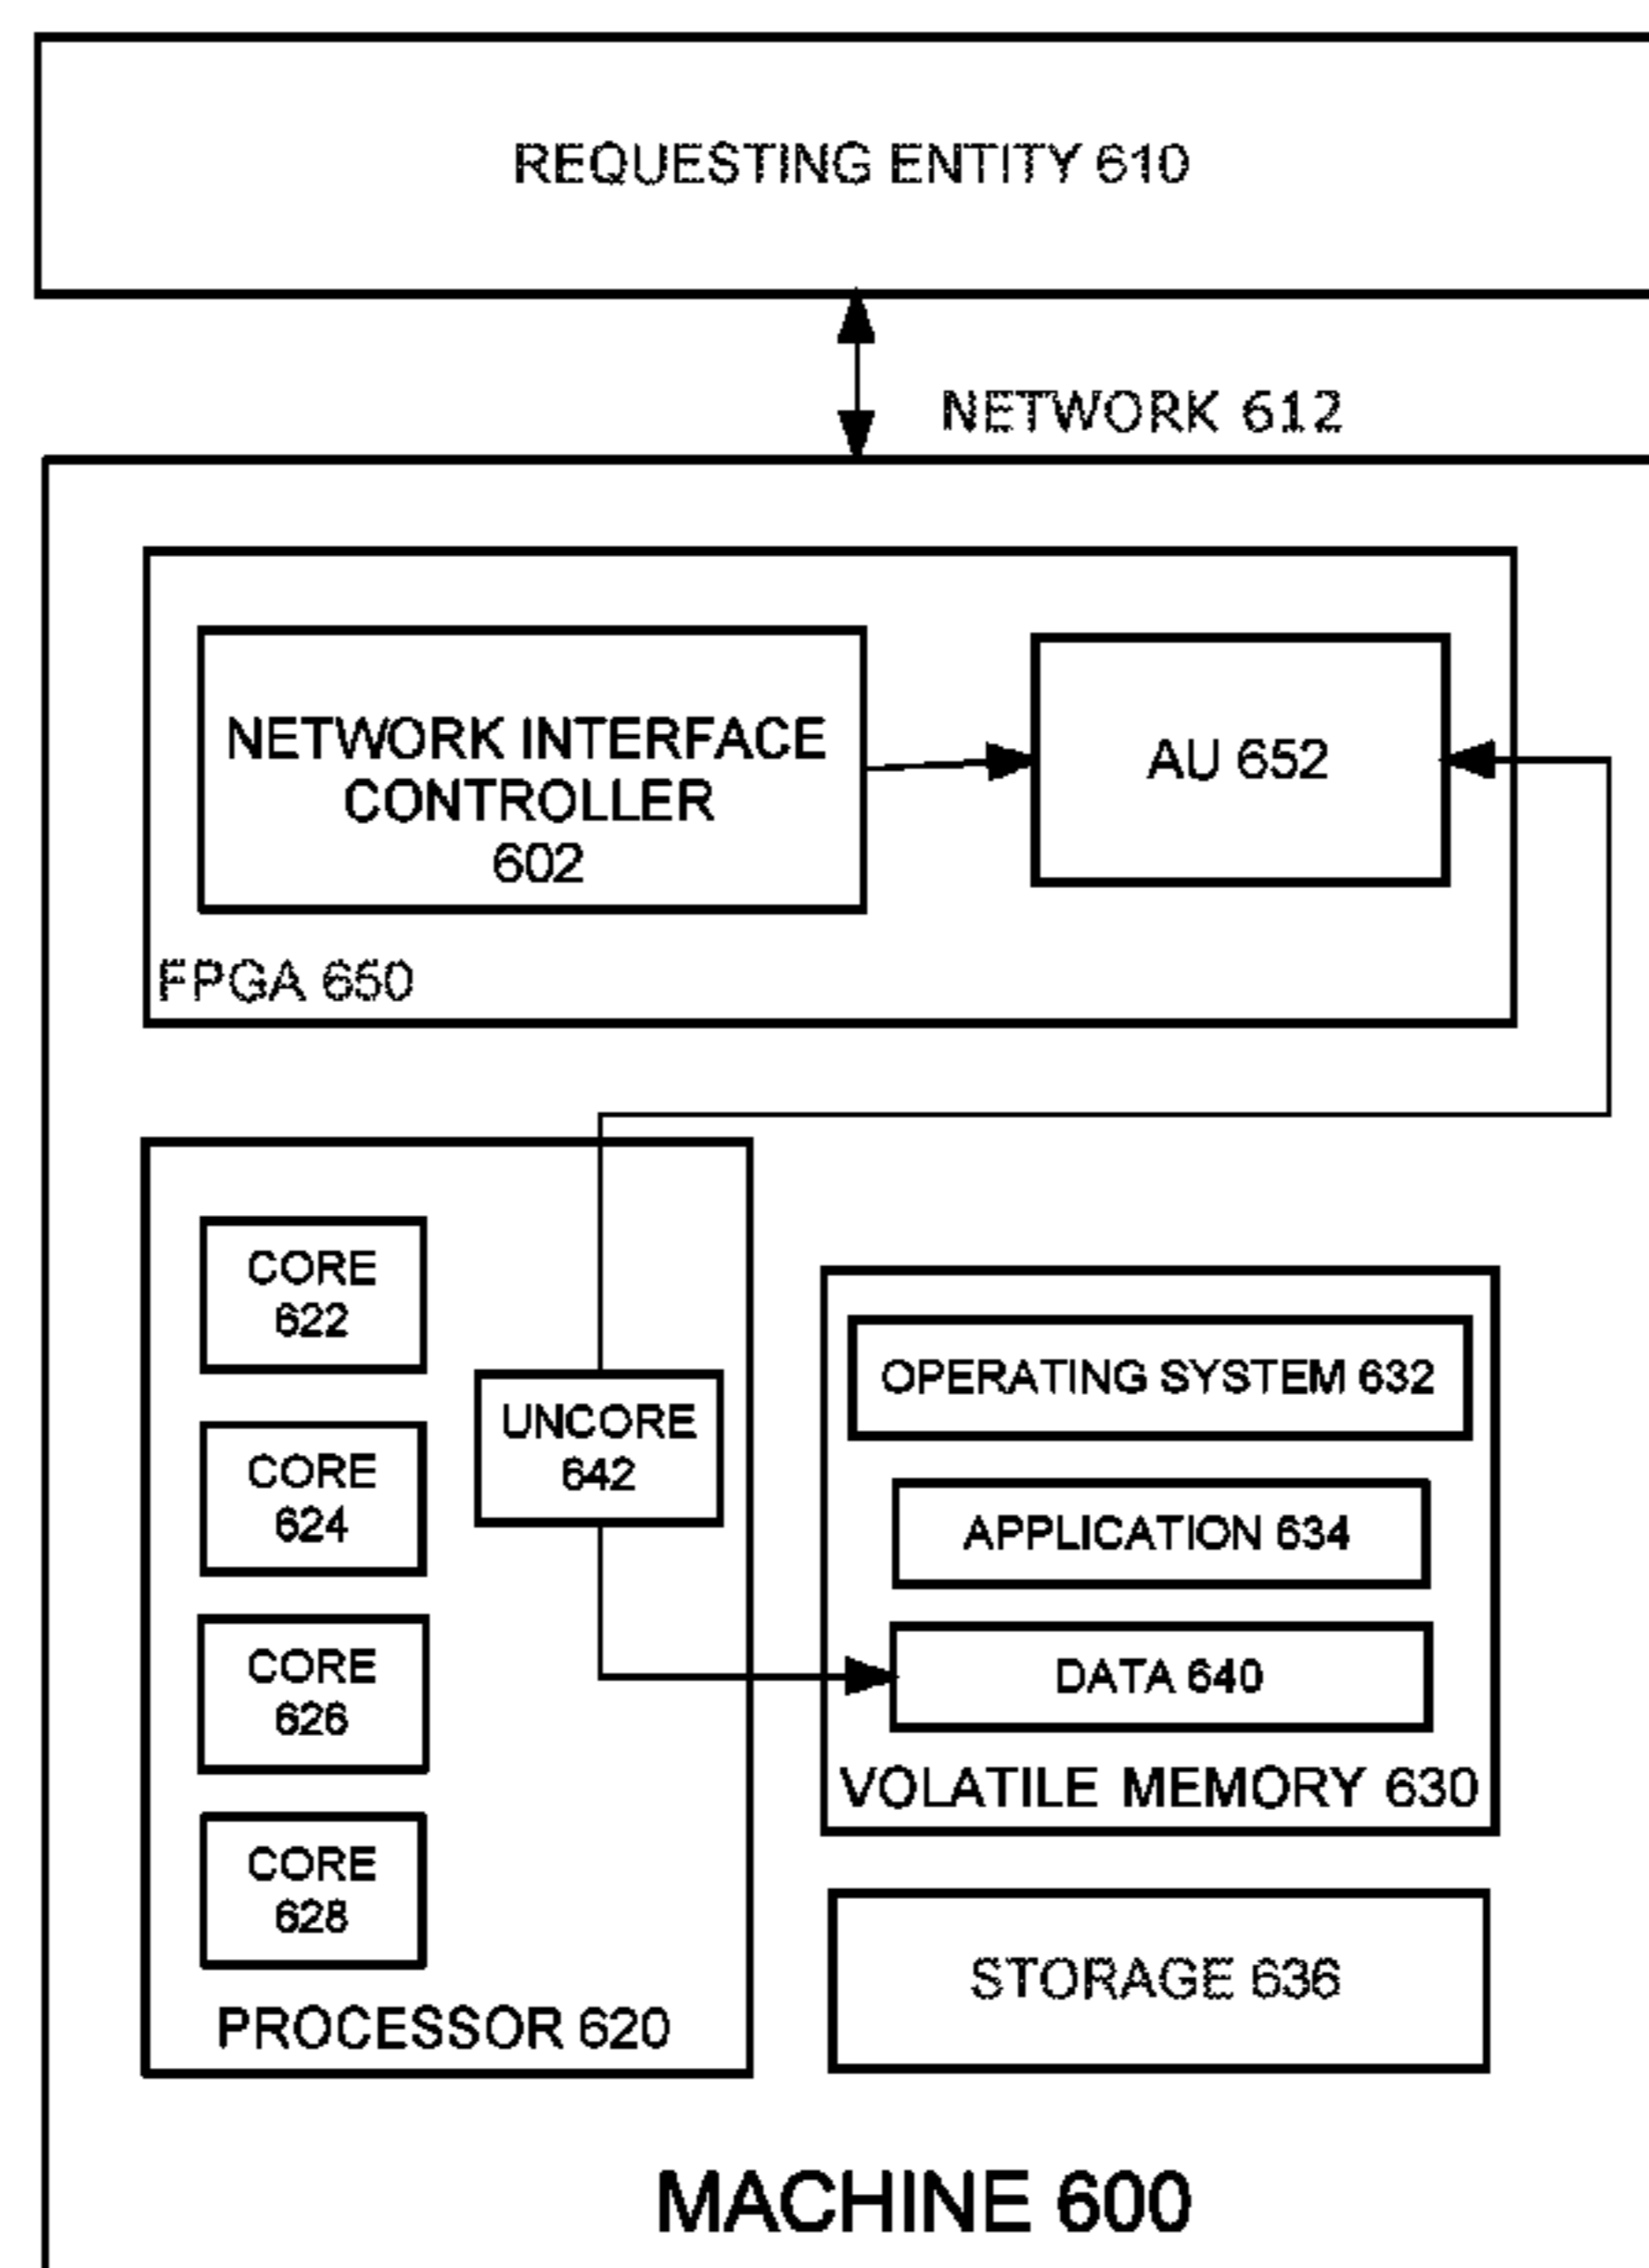 REQUESTING ENTITY 610
NETWORK 612
NETWORK INTERFACE
CONTROLLER
602
AU 652
FPGA 650
CORE
622
CORE
624
CORE
626
CORE
628
UNCORE
642
PROCESSOR 620
OPERATING SYSTEM 632
APPLICATION 634
DATA 640
VOLATILE MEMORY 630
STORAGE 636
MACHINE 600